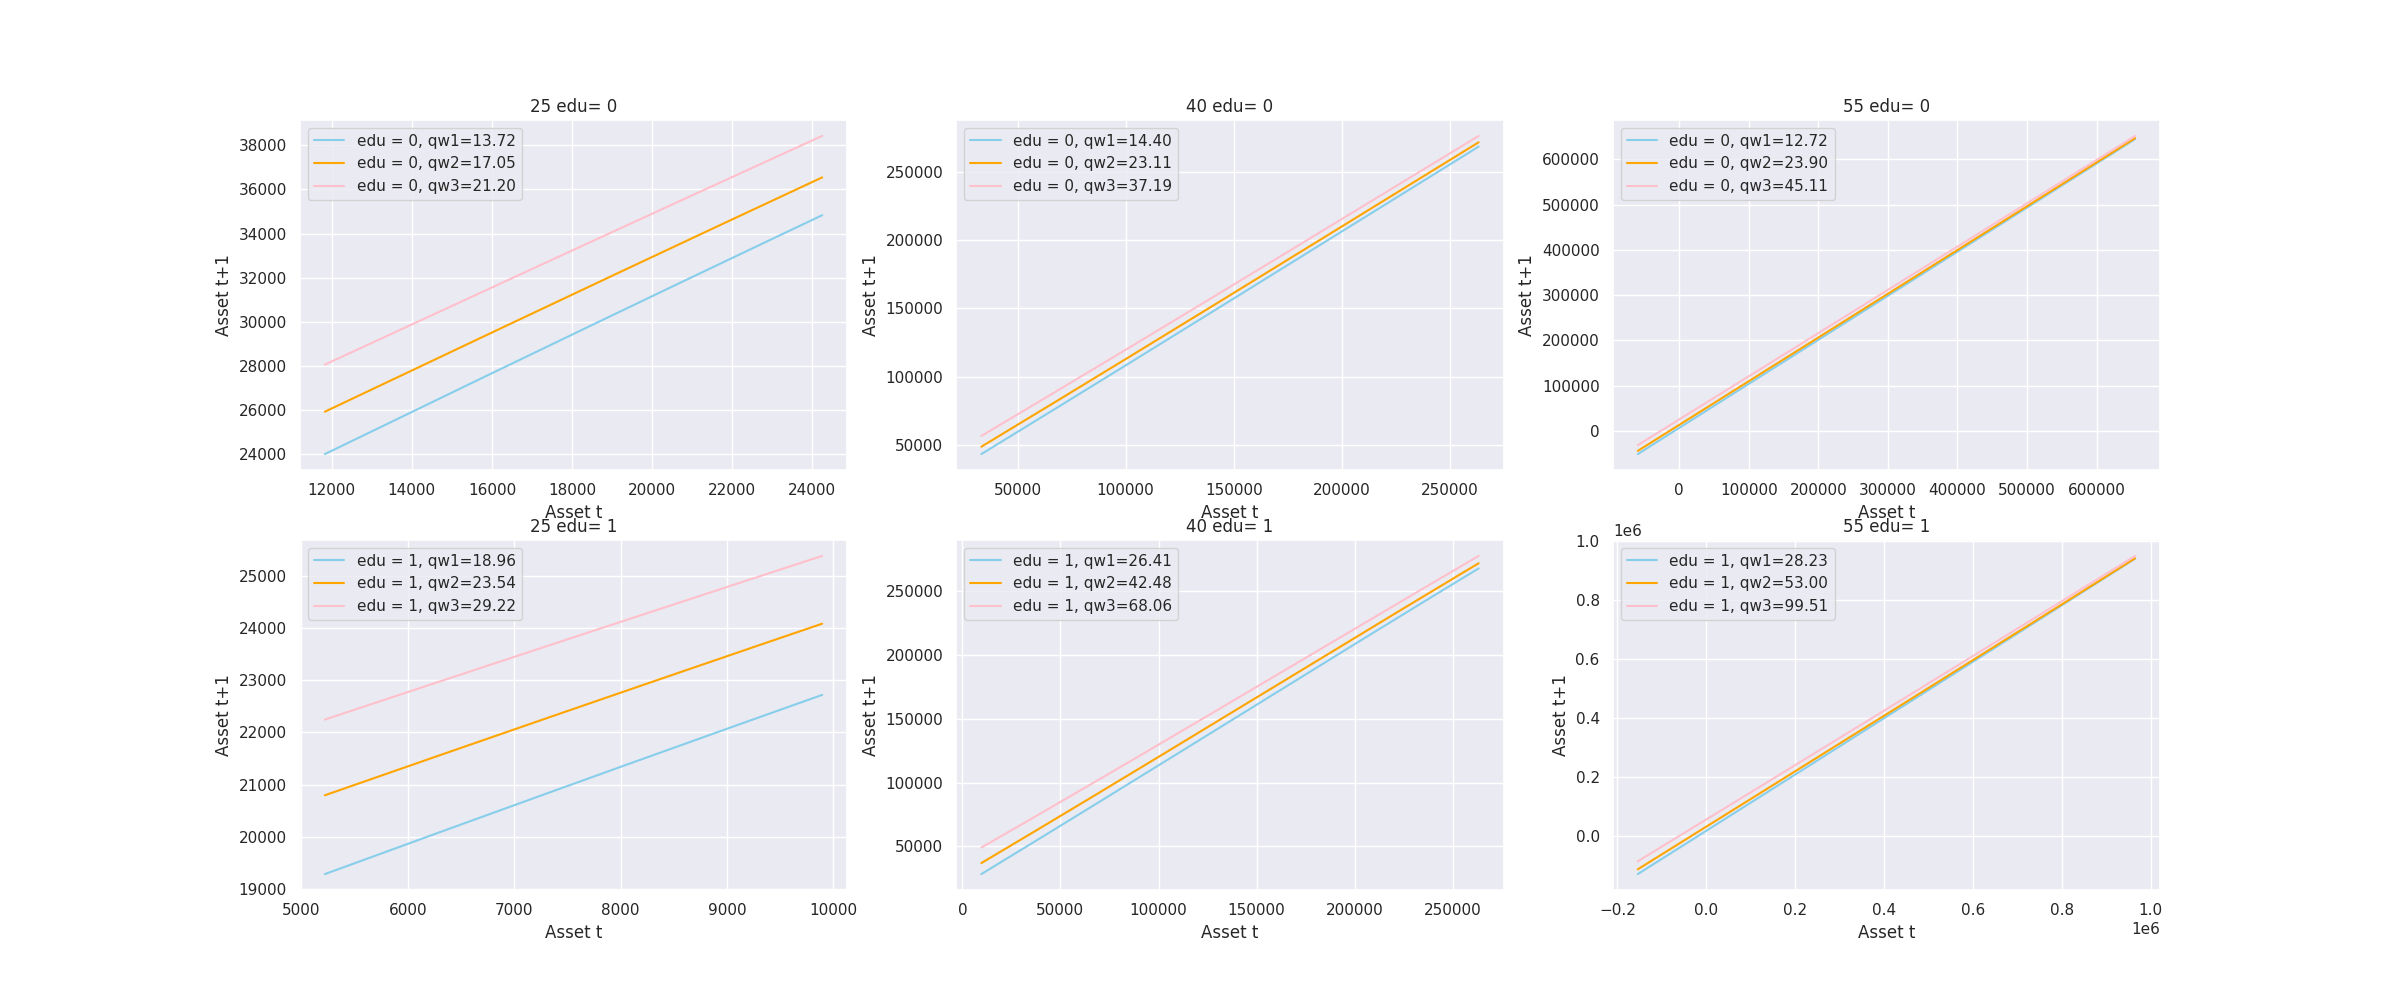 25 edu= 0
edu = 0, qw1=13.72
edu = 0, qw2=17.05
edu = 0, qw3=21.20
38000
36000
34000
32000
30000
28000
26000
24000
Asset t+1
12000 14000 16000 18000 20000 22000 24000
Asset t
40 edu= 0
edu = 0, qw1=14.40
edu = 0, qw2=23.11
edu = 0, qw3=37.19
250000
200000
150000
100000
50000
Asset t+1
50000 100000 150000 200000 250000
Asset t
55 edu= 0
edu = 0, qw1=12.72
edu = 0, qw2=23.90
edu = 0, qw3=45.11
600000
500000
400000
300000
200000
100000
0
Asset t+1
0 100000 200000 300000 400000 500000 600000
Asset t
25 edu= 1
edu = 1, qw1=18.96
edu = 1, qw2=23.54
edu = 1, qw3=29.22
25000
24000
23000
22000
21000
20000
19000
Asset t+1
5000 6000 7000 8000 9000 10000
Asset t
40 edu= 1
edu = 1, qw1=26.41
edu = 1, qw2=42.48
edu = 1, qw3=68.06
250000
200000
150000
100000
50000
Asset t+1
0 50000 100000 150000 200000 250000
Asset t
55 edu= 1
1e6
edu = 1, qw1=28.23
edu = 1, qw2=53.00
edu = 1, qw3=99.51
1.0
0.8
0.6
0.4
0.2
0.0
Asset t+1
−0.2 0.0 0.2 0.4 0.6 0.8 1.0
1e6
Asset t